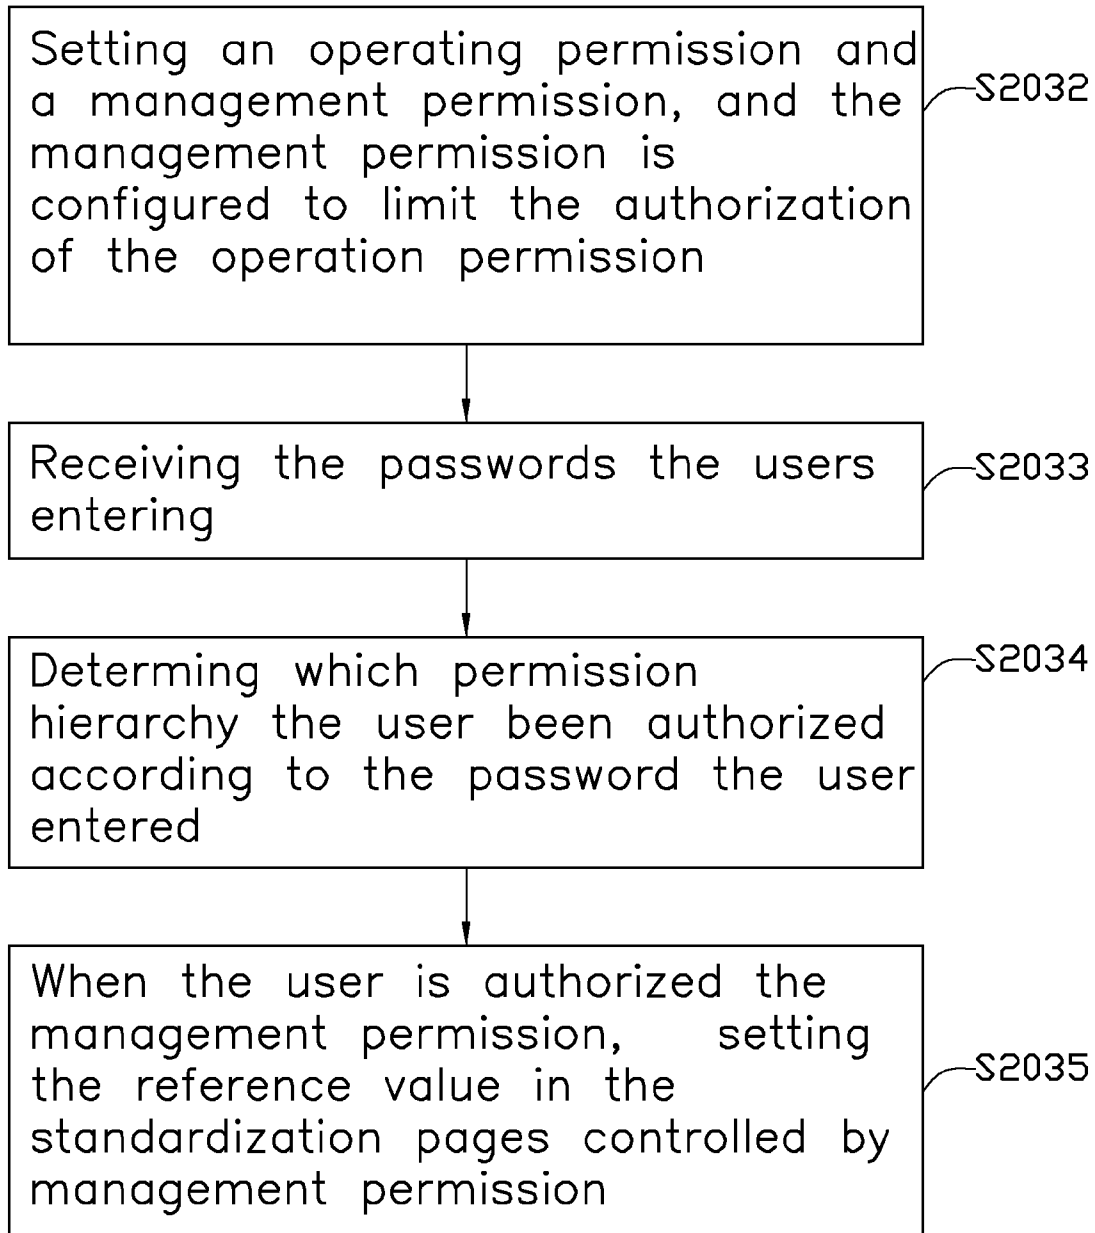 Setting an operating permission and
a management permission, and the
management permission is
configured to limit the authorization
of the operation permission
S2032
Receiving the passwords the users
entering
S2033
Determing which permission
hierarchy the user been authorized
according to the password the user
entered
S2034
When the user is authorized the
management permission, setting
the reference value in the
standardization pages controlled by
management permission
S2035